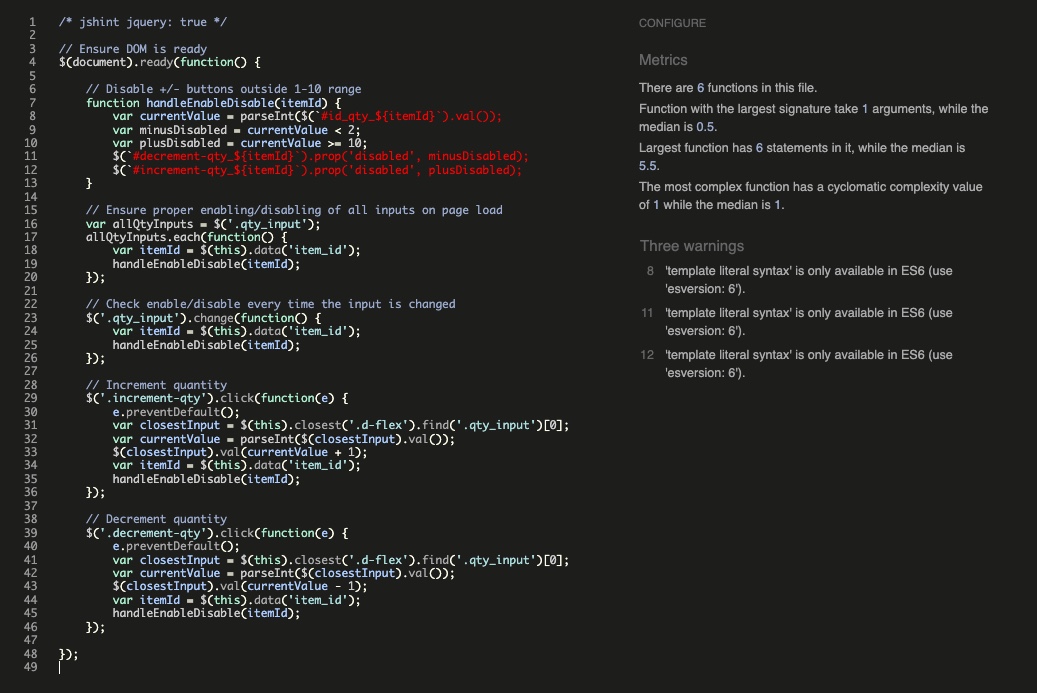 1 /* jshint jquery: true */
2
3 // Ensure DOM is ready
4 $(document).ready(function() {
5
6     // Disable +/- buttons outside 1-10 range
7     function handleEnableDisable(itemId) {
8         var currentValue = parseInt($(`#id_qty_${itemId}`).val());
9         var minusDisabled = currentValue < 2;
10         var plusDisabled = currentValue >= 10;
11         $(`#decrement-qty_${itemId}`).prop('disabled', minusDisabled);
12         $(`#increment-qty_${itemId}`).prop('disabled', plusDisabled);
13     }
14
15     // Ensure proper enabling/disabling of all inputs on page load
16     var allQtyInputs = $('.qty_input');
17     allQtyInputs.each(function() {
18         var itemId = $(this).data('item_id');
19         handleEnableDisable(itemId);
20     });
21
22     // Check enable/disable every time the input is changed
23     $('.qty_input').change(function() {
24         var itemId = $(this).data('item_id');
25         handleEnableDisable(itemId);
26     });
27
28     // Increment quantity
29     $('.increment-qty').click(function(e) {
30         e.preventDefault();
31         var closestInput = $(this).closest('.d-flex').find('.qty_input')[0];
32         var currentValue = parseInt($(closestInput).val());
33         $(closestInput).val(currentValue + 1);
34         var itemId = $(this).data('item_id');
35         handleEnableDisable(itemId);
36     });
37
38     // Decrement quantity
39     $('.decrement-qty').click(function(e) {
40         e.preventDefault();
41         var closestInput = $(this).closest('.d-flex').find('.qty_input')[0];
42         var currentValue = parseInt($(closestInput).val());
43         $(closestInput).val(currentValue - 1);
44         var itemId = $(this).data('item_id');
45         handleEnableDisable(itemId);
46     });
47
48 });
49
CONFIGURE
Metrics
There are 6 functions in this file.
Function with the largest signature take 1 arguments, while the
median is 0.5.
Largest function has 6 statements in it, while the median is
5.5.
The most complex function has a cyclomatic complexity value
of 1 while the median is 1.
Three warnings
8 'template literal syntax' is only available in ES6 (use
'esversion: 6').
11 'template literal syntax' is only available in ES6 (use
'esversion: 6').
12 'template literal syntax' is only available in ES6 (use
'esversion: 6').